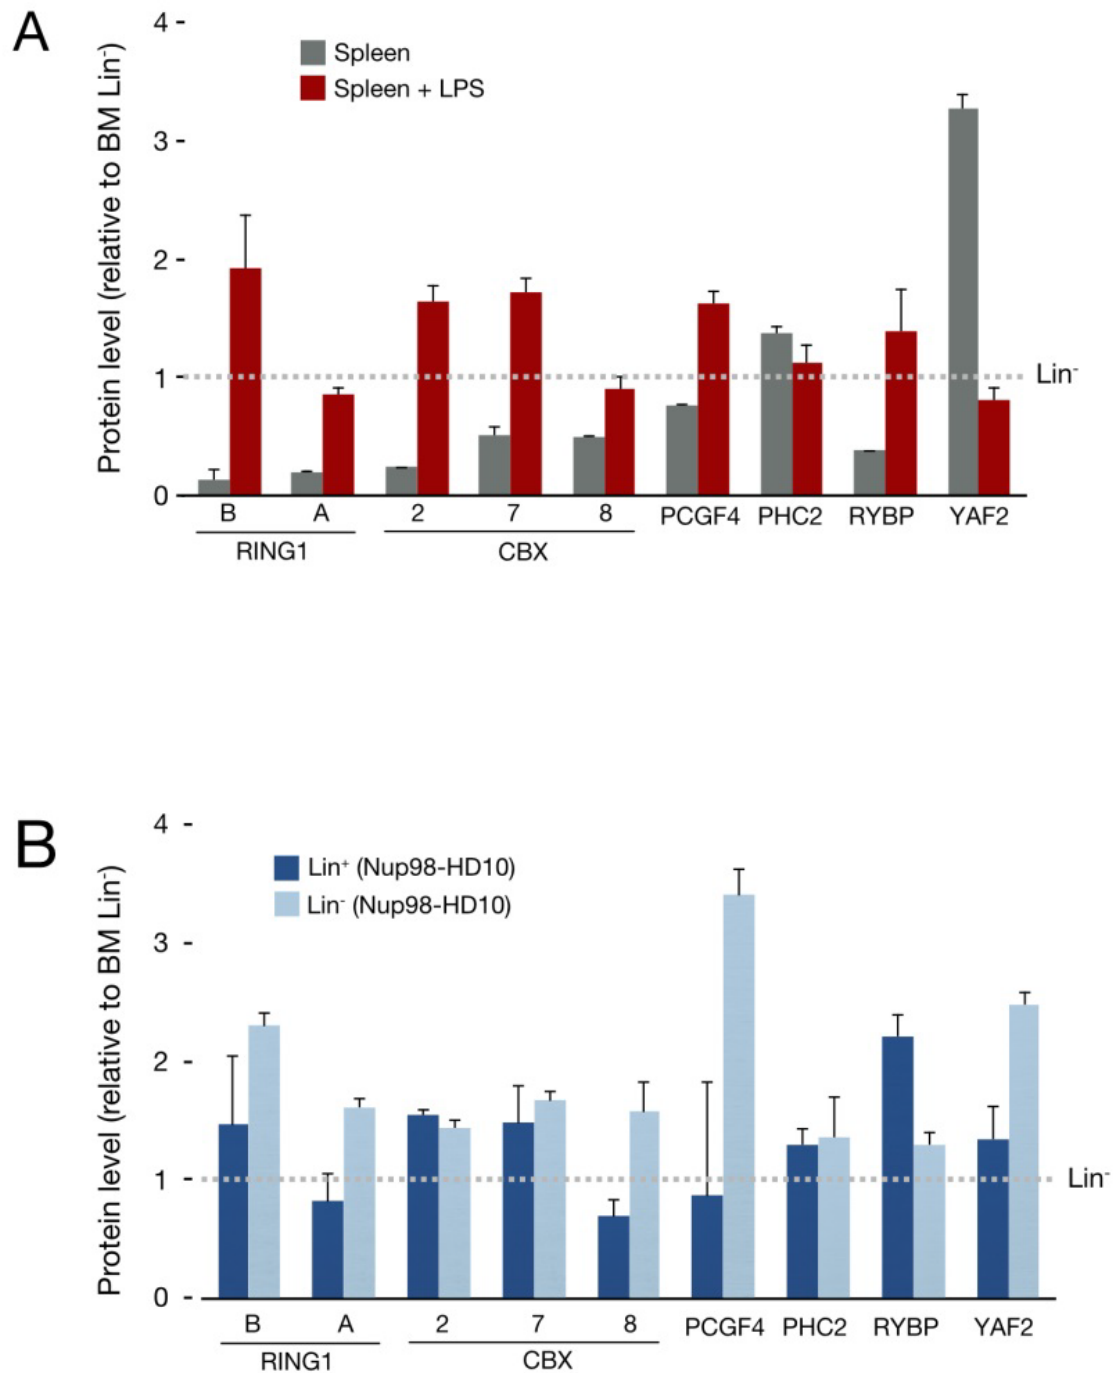 A
Protein level (relative to BM Lin⁻)
4
3
2
1
0
Spleen
Spleen + LPS
Lin⁻
B A 2 7 8 PCGF4 PHC2 RYBP YAF2
RING1 CBX
B
Protein level (relative to BM Lin⁻)
4
3
2
1
0
Lin⁺ (Nup98-HD10)
Lin⁻ (Nup98-HD10)
Lin⁻
B A 2 7 8 PCGF4 PHC2 RYBP YAF2
RING1 CBX